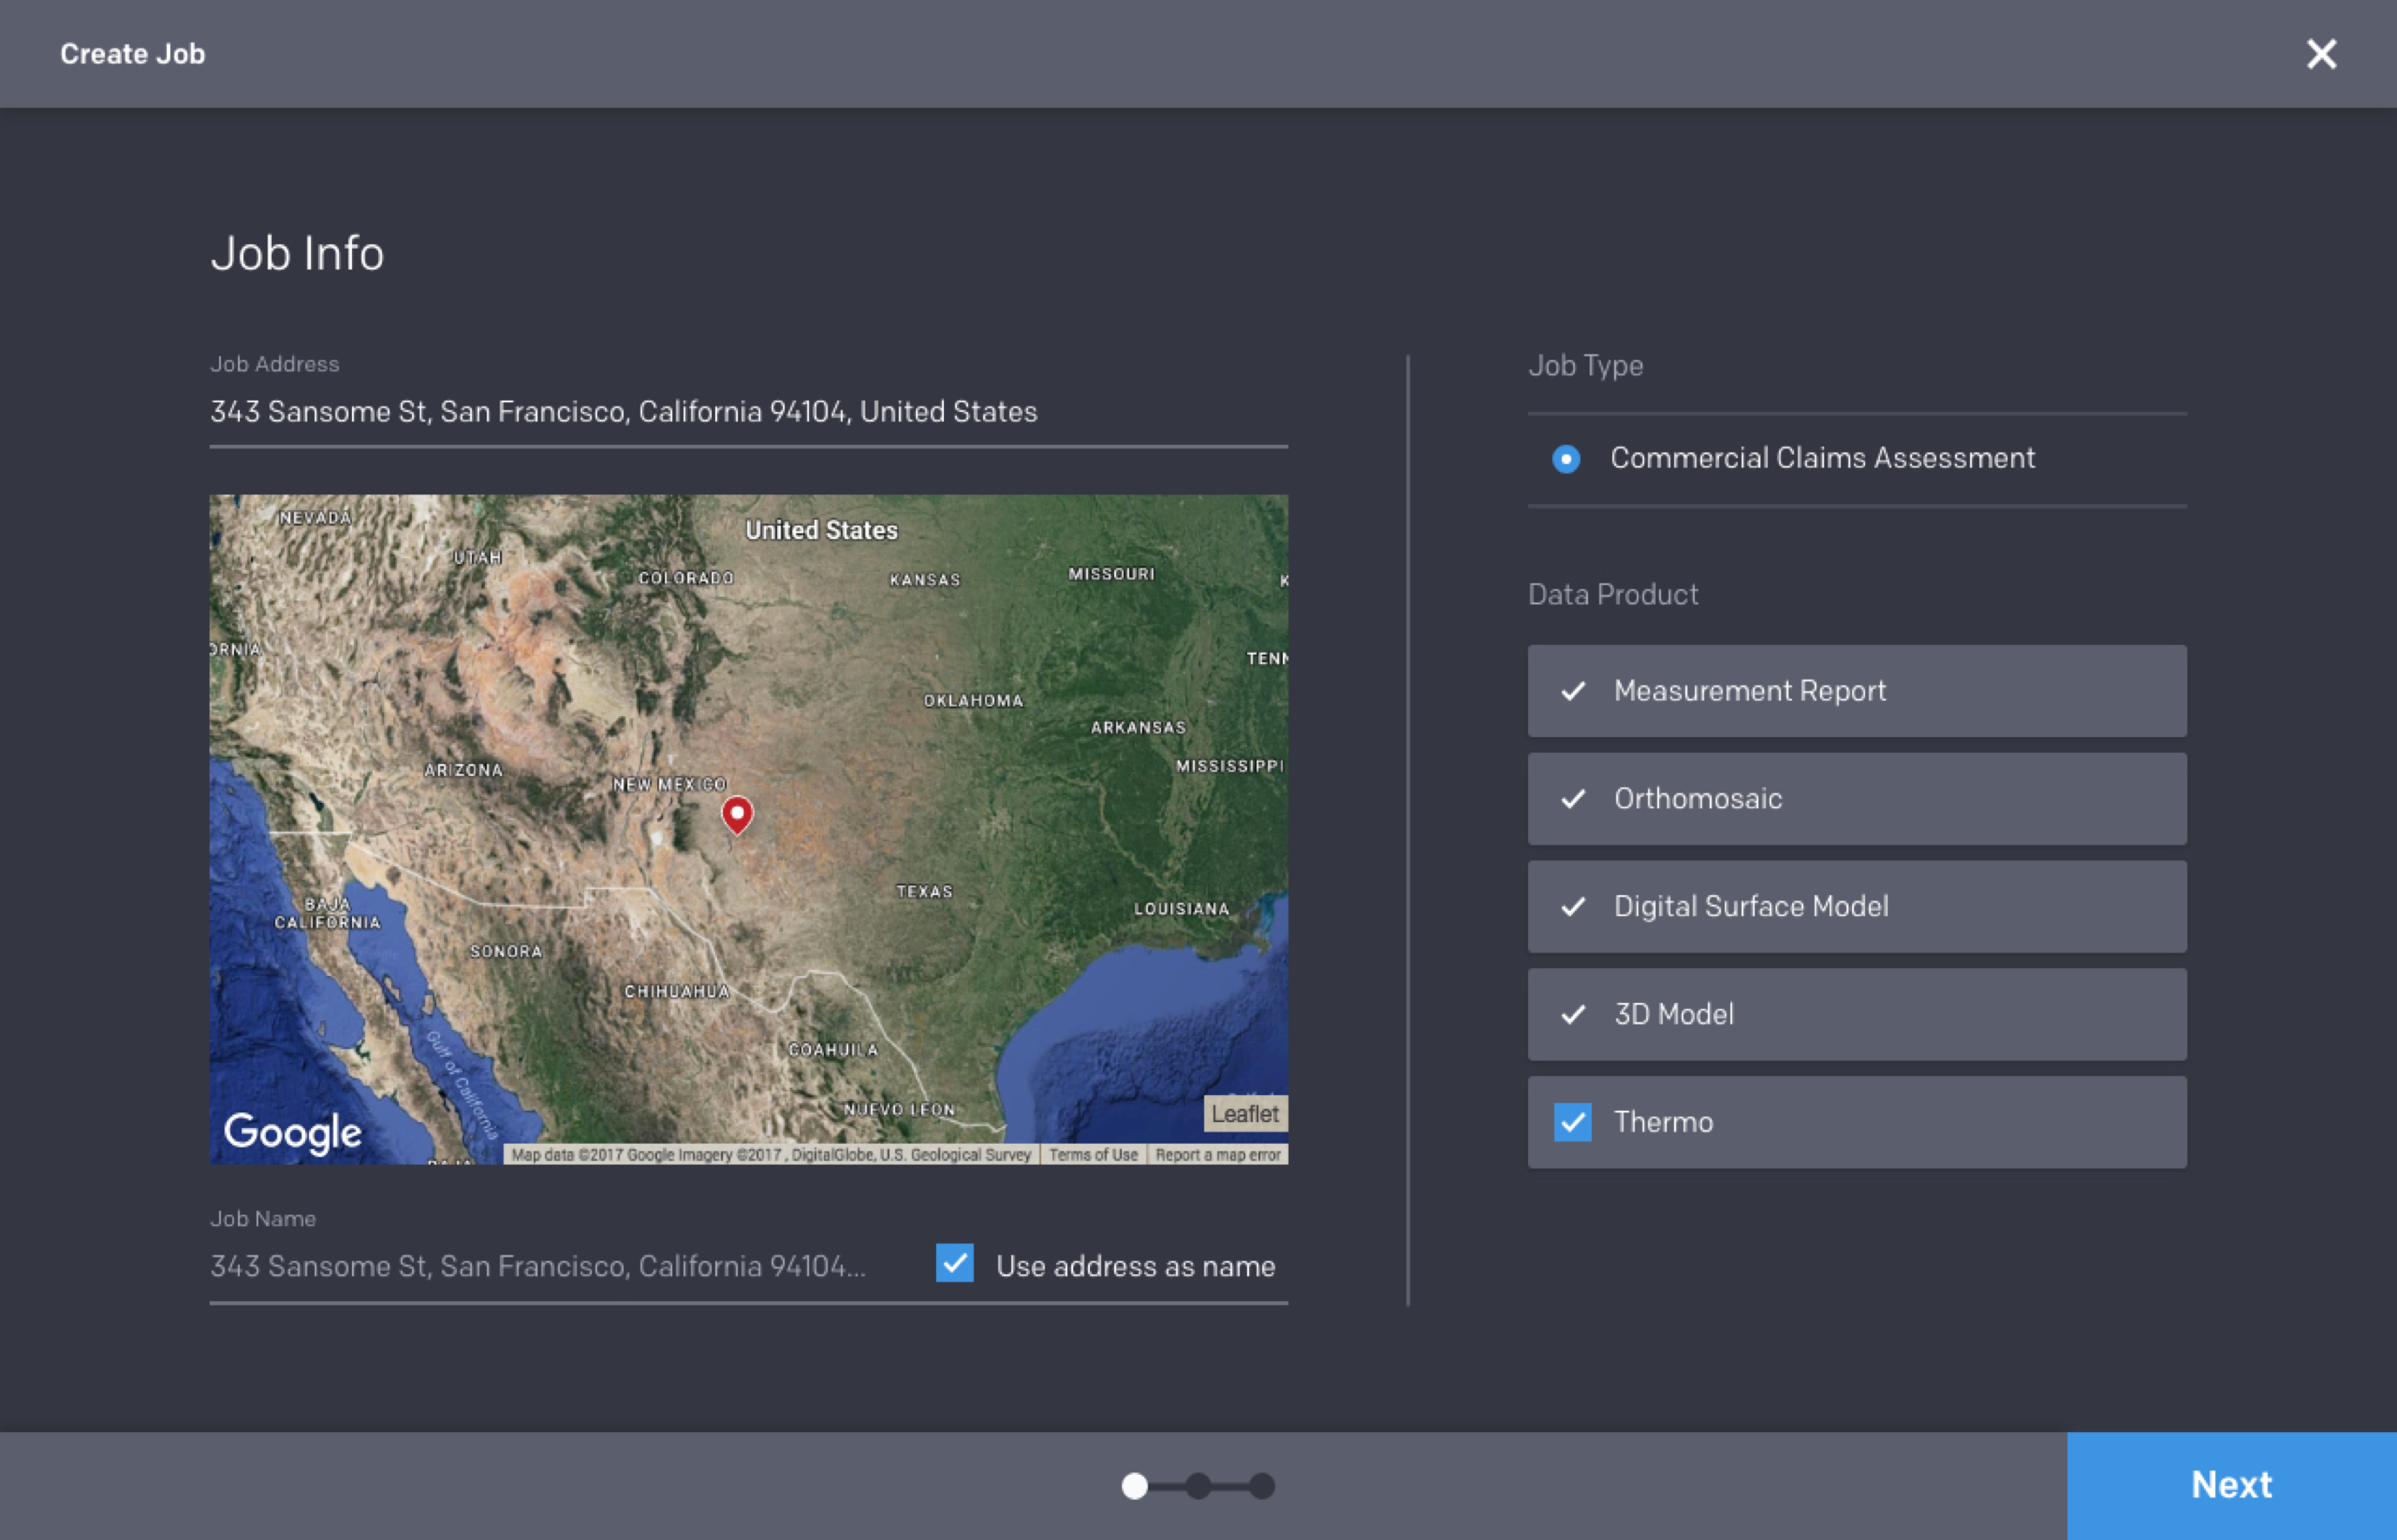 Create Job
Job Info
Job Address
343 Sansome St, San Francisco, California 94104, United States
NEVADA
United States
UTAH
COLORADO
KANSAS
MISSOURI
K
ORNIA
TENN
OKLAHOMA
ARKANSAS
MISSISSIPPI
ARIZONA
NEW MEXICO
TEXAS
LOUISIANA
BAJA
CALIFORNIA
SONORA
CHIHUAHUA
Gulf of California
COAHUILA
NUEVO LEON
Google
Leaflet
Map data ©2017 Google Imagery ©2017 , DigitalGlobe, U.S. Geological Survey
Terms of Use
Report a map error
Job Name
343 Sansome St, San Francisco, California 94104...
Use address as name
Job Type
Commercial Claims Assessment
Data Product
Measurement Report
Orthomosaic
Digital Surface Model
3D Model
Thermo
Next